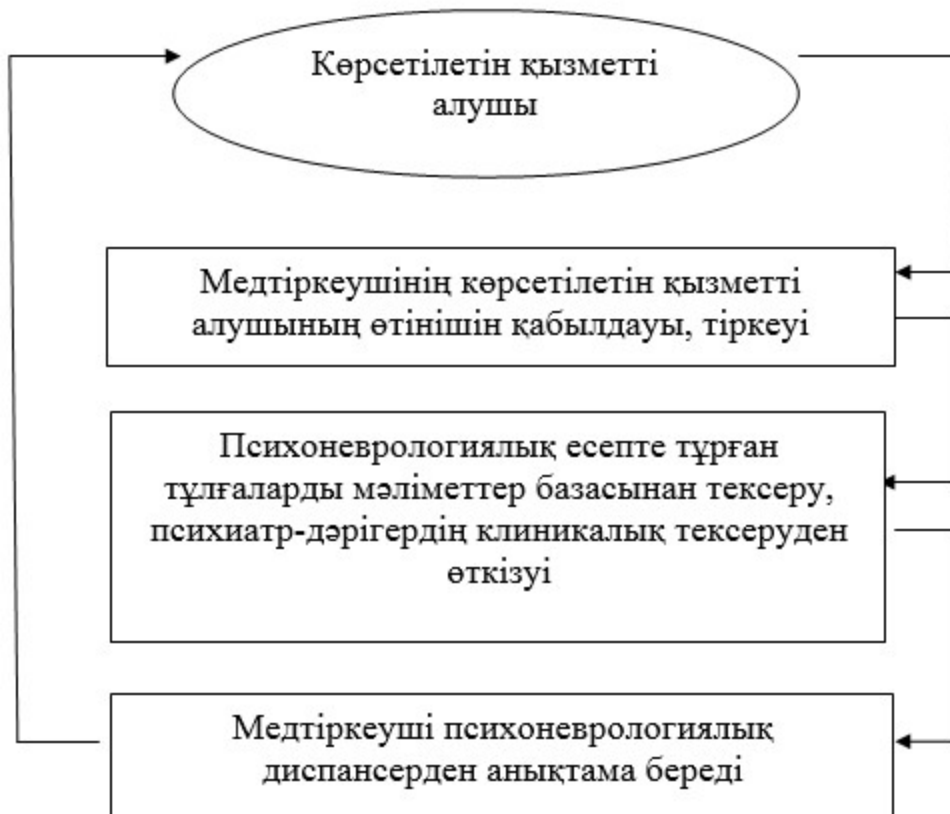 Көрсетілетін қызметті
алушы
Медтіркеушінің көрсетілетін қызметті
алушының өтінішін қабылдауы, тіркеуі
Психоневрологиялық есепте тұрған
тұлғаларды мәліметтер базасынан тексеру,
психиатр-дәрігердің клиникалық тексеруден
өткізуі
Медтіркеуші психоневрологиялық
диспансерден анықтама береді